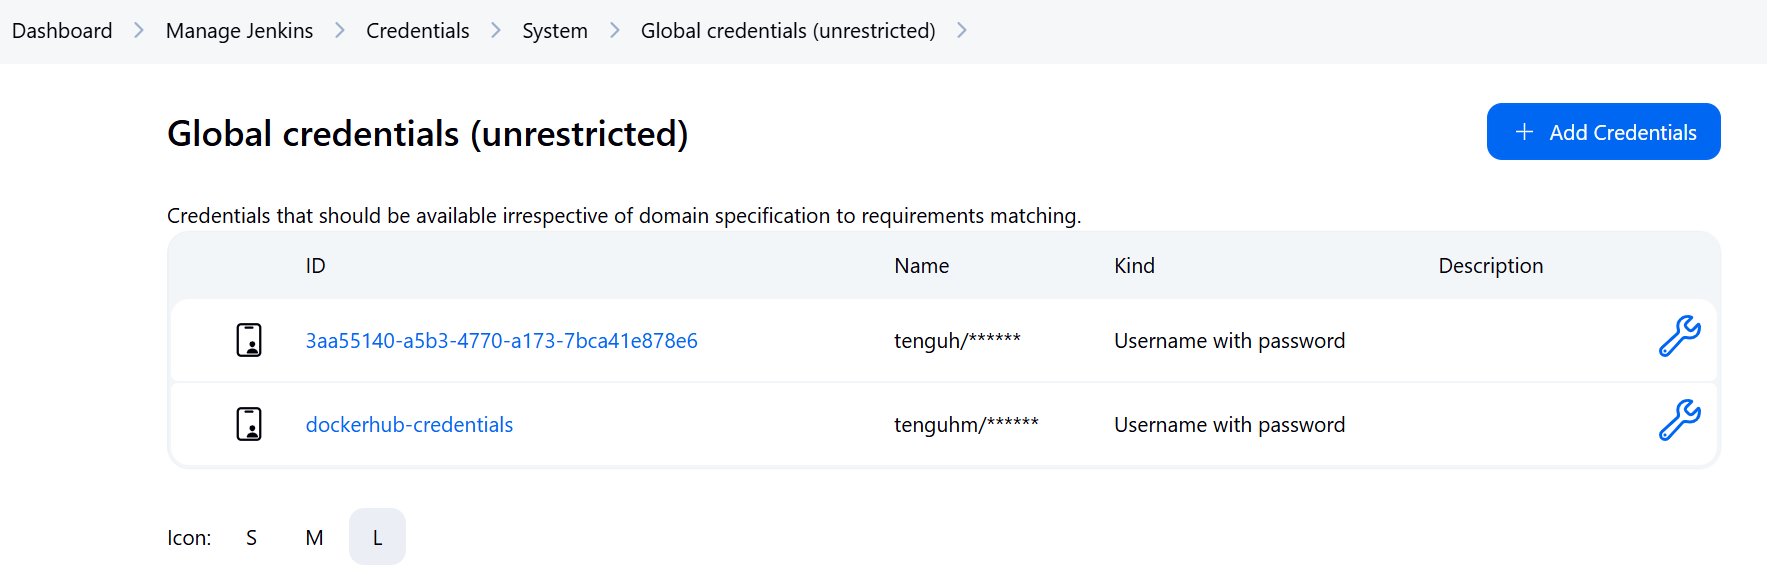 Dashboard > Manage Jenkins > Credentials > System > Global credentials (unrestricted) >
Global credentials (unrestricted)
+ Add Credentials
Credentials that should be available irrespective of domain specification to requirements matching.
ID Name Kind Description
3aa55140-a5b3-4770-a173-7bca41e878e6 tenguh/****** Username with password
dockerhub-credentials tenguhm/****** Username with password
Icon: S M L